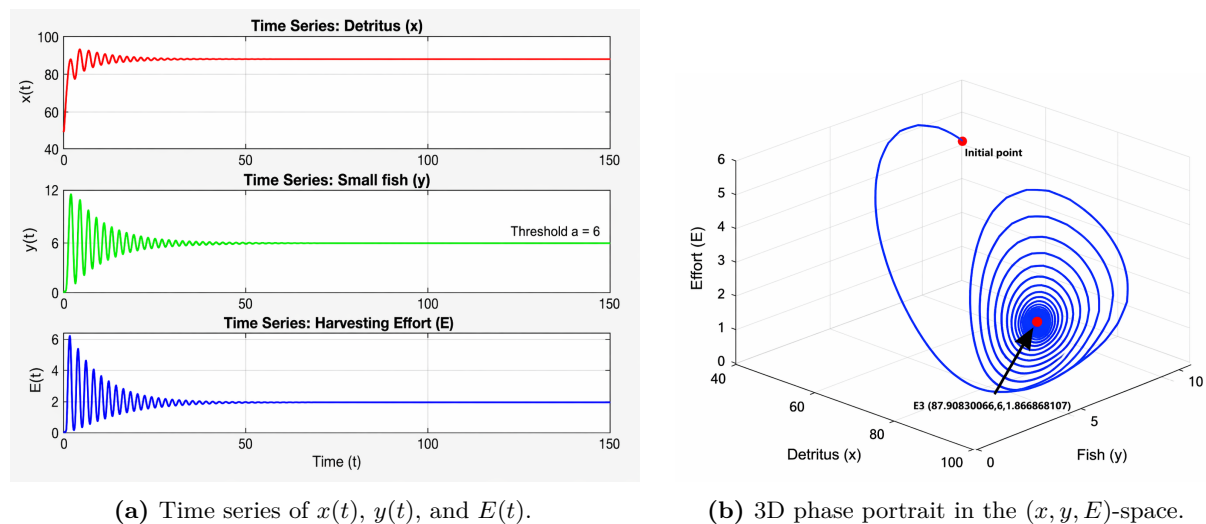 Time Series: Detritus (x)
100
80
60
40
x(t)
0
50
100
150
Time Series: Small fish (y)
12
6
0
y(t)
Threshold a = 6
0
50
100
150
Time Series: Harvesting Effort (E)
6
4
2
0
E(t)
0
50
100
150
Time (t)
(a) Time series of x(t), y(t), and E(t).
Initial point
6
5
4
3
2
1
0
Effort (E)
40
60
80
100
Detritus (x)
0
5
10
Fish (y)
E3 (87.90830066,6,1.866868107)
(b) 3D phase portrait in the (x, y, E)-space.